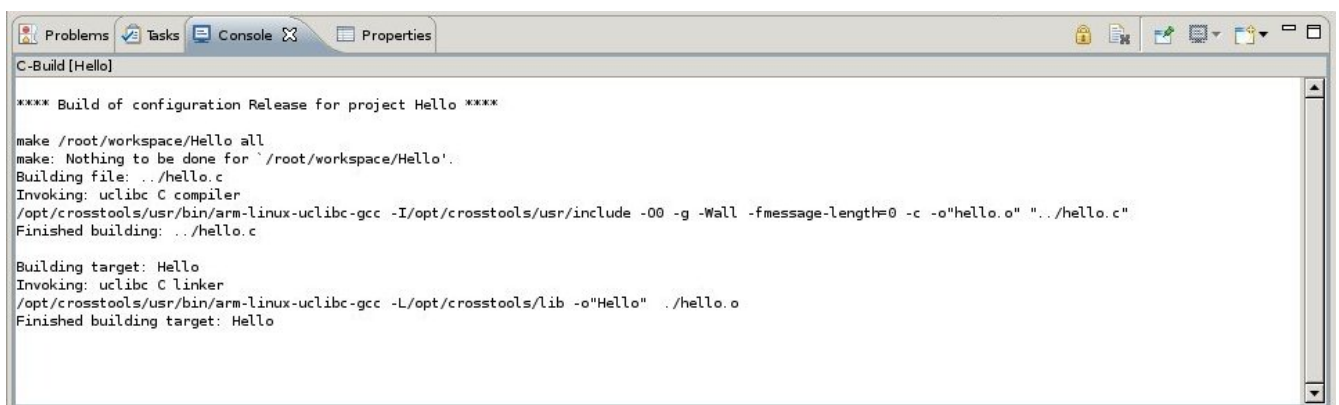 Problems Tasks Console Properties
C-Build [Hello]
**** Build of configuration Release for project Hello ****
make /root/workspace/Hello all
make: Nothing to be done for `/root/workspace/Hello'.
Building file: ../hello.c
Invoking: uclibc C compiler
/opt/crosstools/usr/bin/arm-linux-uclibc-gcc -I/opt/crosstools/usr/include -O0 -g -Wall -fmessage-length=0 -c -o"hello.o" "../hello.c"
Finished building: ../hello.c
Building target: Hello
Invoking: uclibc C linker
/opt/crosstools/usr/bin/arm-linux-uclibc-gcc -L/opt/crosstools/lib -o"Hello"  ./hello.o
Finished building target: Hello